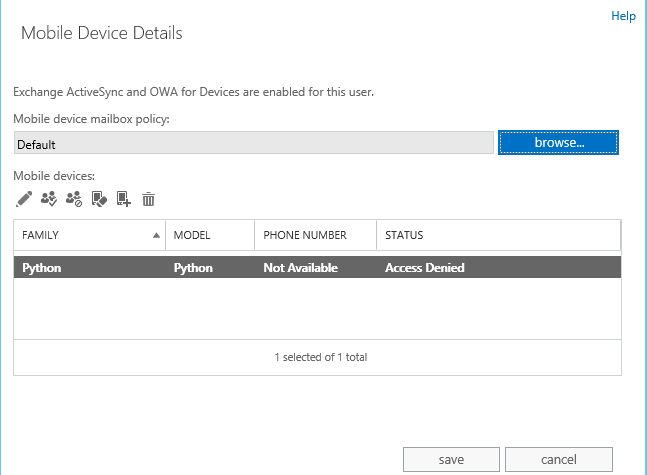 Help
Mobile Device Details
Exchange ActiveSync and OWA for Devices are enabled for this user.
Mobile device mailbox policy:
Default browse...
Mobile devices:
FAMILY MODEL PHONE NUMBER STATUS
Python Python Not Available Access Denied
1 selected of 1 total
save cancel